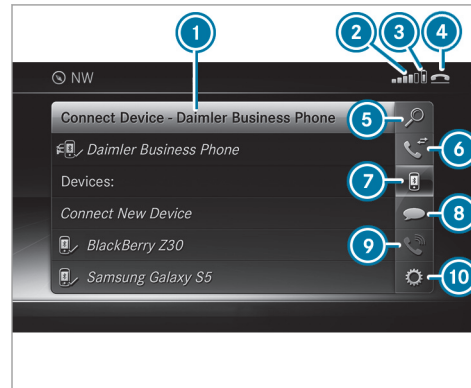 1
2
3
4
NW
Connect Device - Daimler Business Phone
5
Daimler Business Phone
6
Devices:
7
Connect New Device
8
BlackBerry Z30
9
Samsung Galaxy S5
10